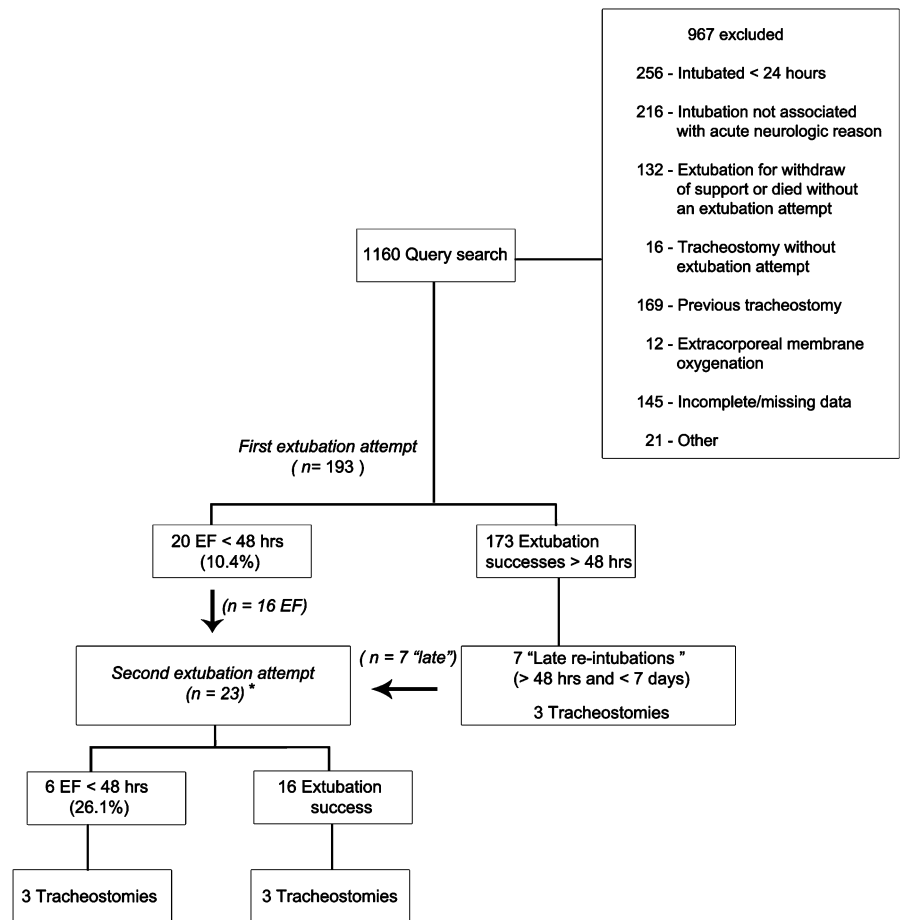 967 excluded
256 - Intubated < 24 hours
216 - Intubation not associated
with acute neurologic reason
132 - Extubation for withdraw
of support or died without
an extubation attempt
16 - Tracheostomy without
extubation attempt
169 - Previous tracheostomy
12 - Extracorporeal membrane
oxygenation
145 - Incomplete/missing data
21 - Other
1160 Query search
First extubation attempt
( n= 193 )
20 EF < 48 hrs
(10.4%)
173 Extubation
successes > 48 hrs
(n = 16 EF)
Second extubation attempt
(n = 23) *
( n = 7 “late”)
7 “Late re-intubations ”
(> 48 hrs and < 7 days)
3 Tracheostomies
6 EF < 48 hrs
(26.1%)
16 Extubation
success
3 Tracheostomies
3 Tracheostomies